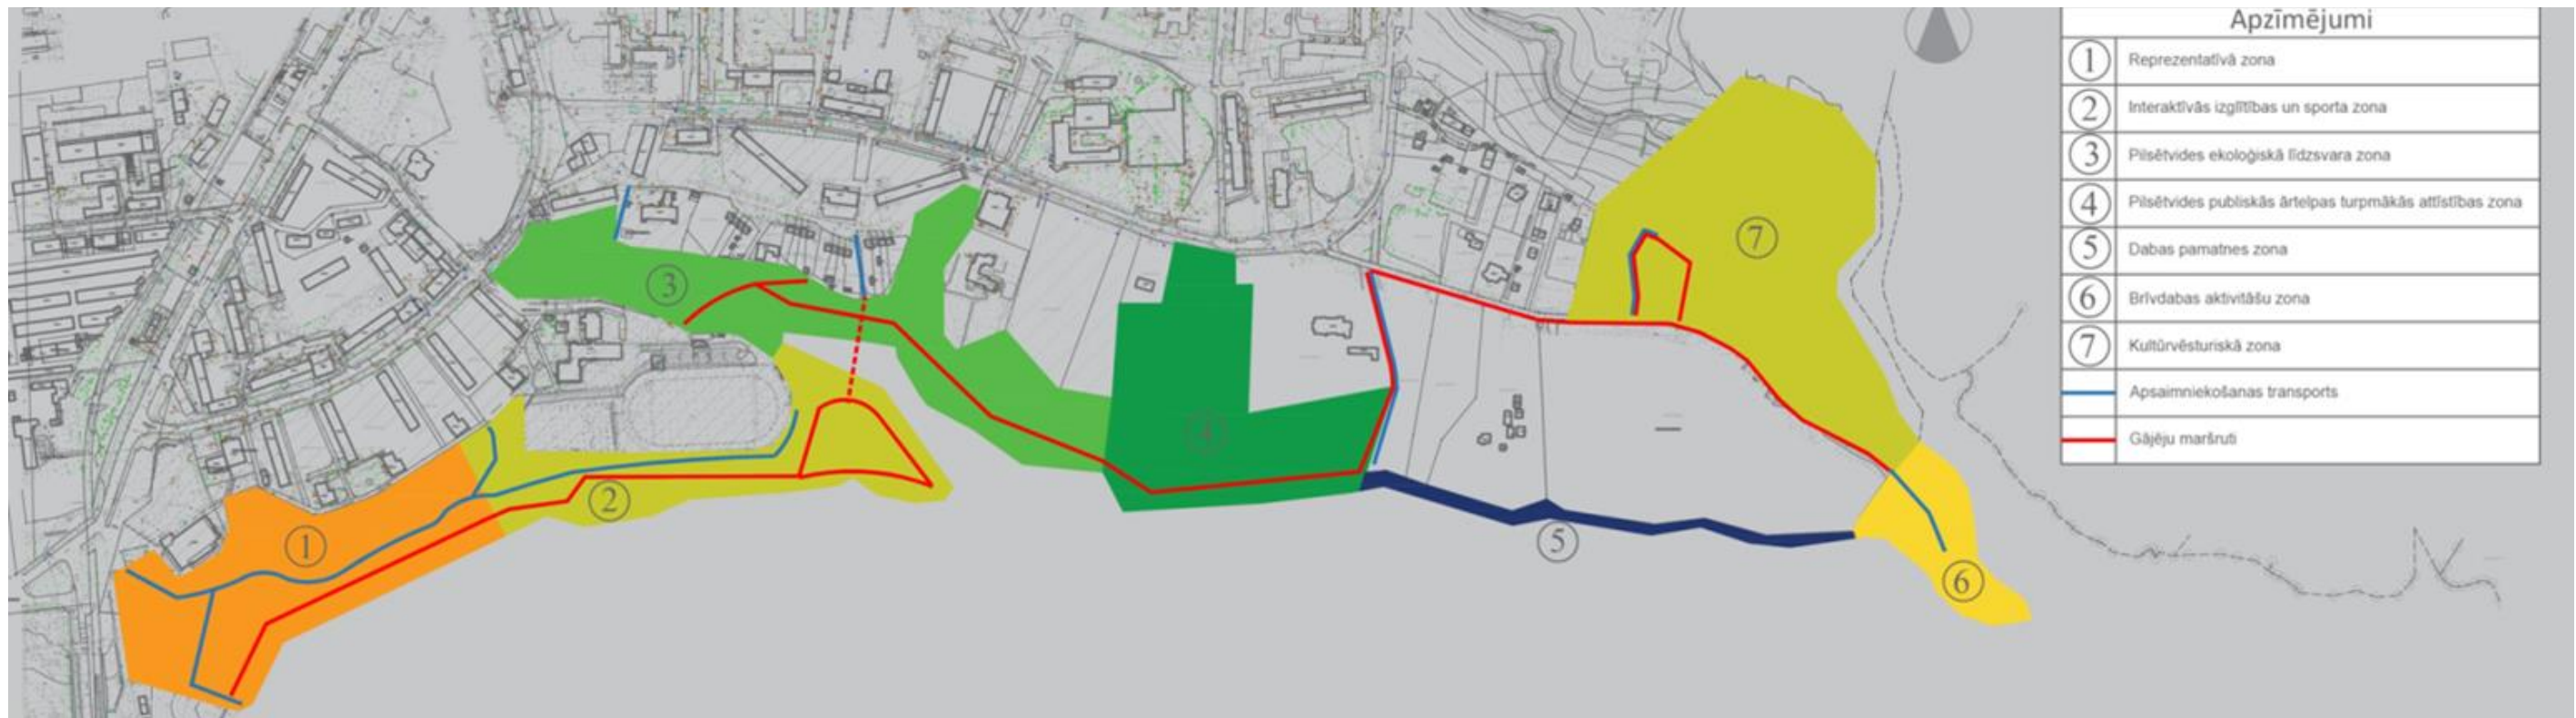 Apzīmējumi
1 Reprezentatīvā zona
2 Interaktīvās izglītības un sporta zona
3 Pilsētvides ekoloģiskā līdzsvara zona
4 Pilsētvides publiskās ārtelpas turpmākās attīstības zona
5 Dabas pamatnes zona
6 Brīvdabas aktivitāšu zona
7 Kultūrvēsturiskā zona
Apsaimniekošanas transports
Gājēju maršruti
7
3
4
2
1
5
6